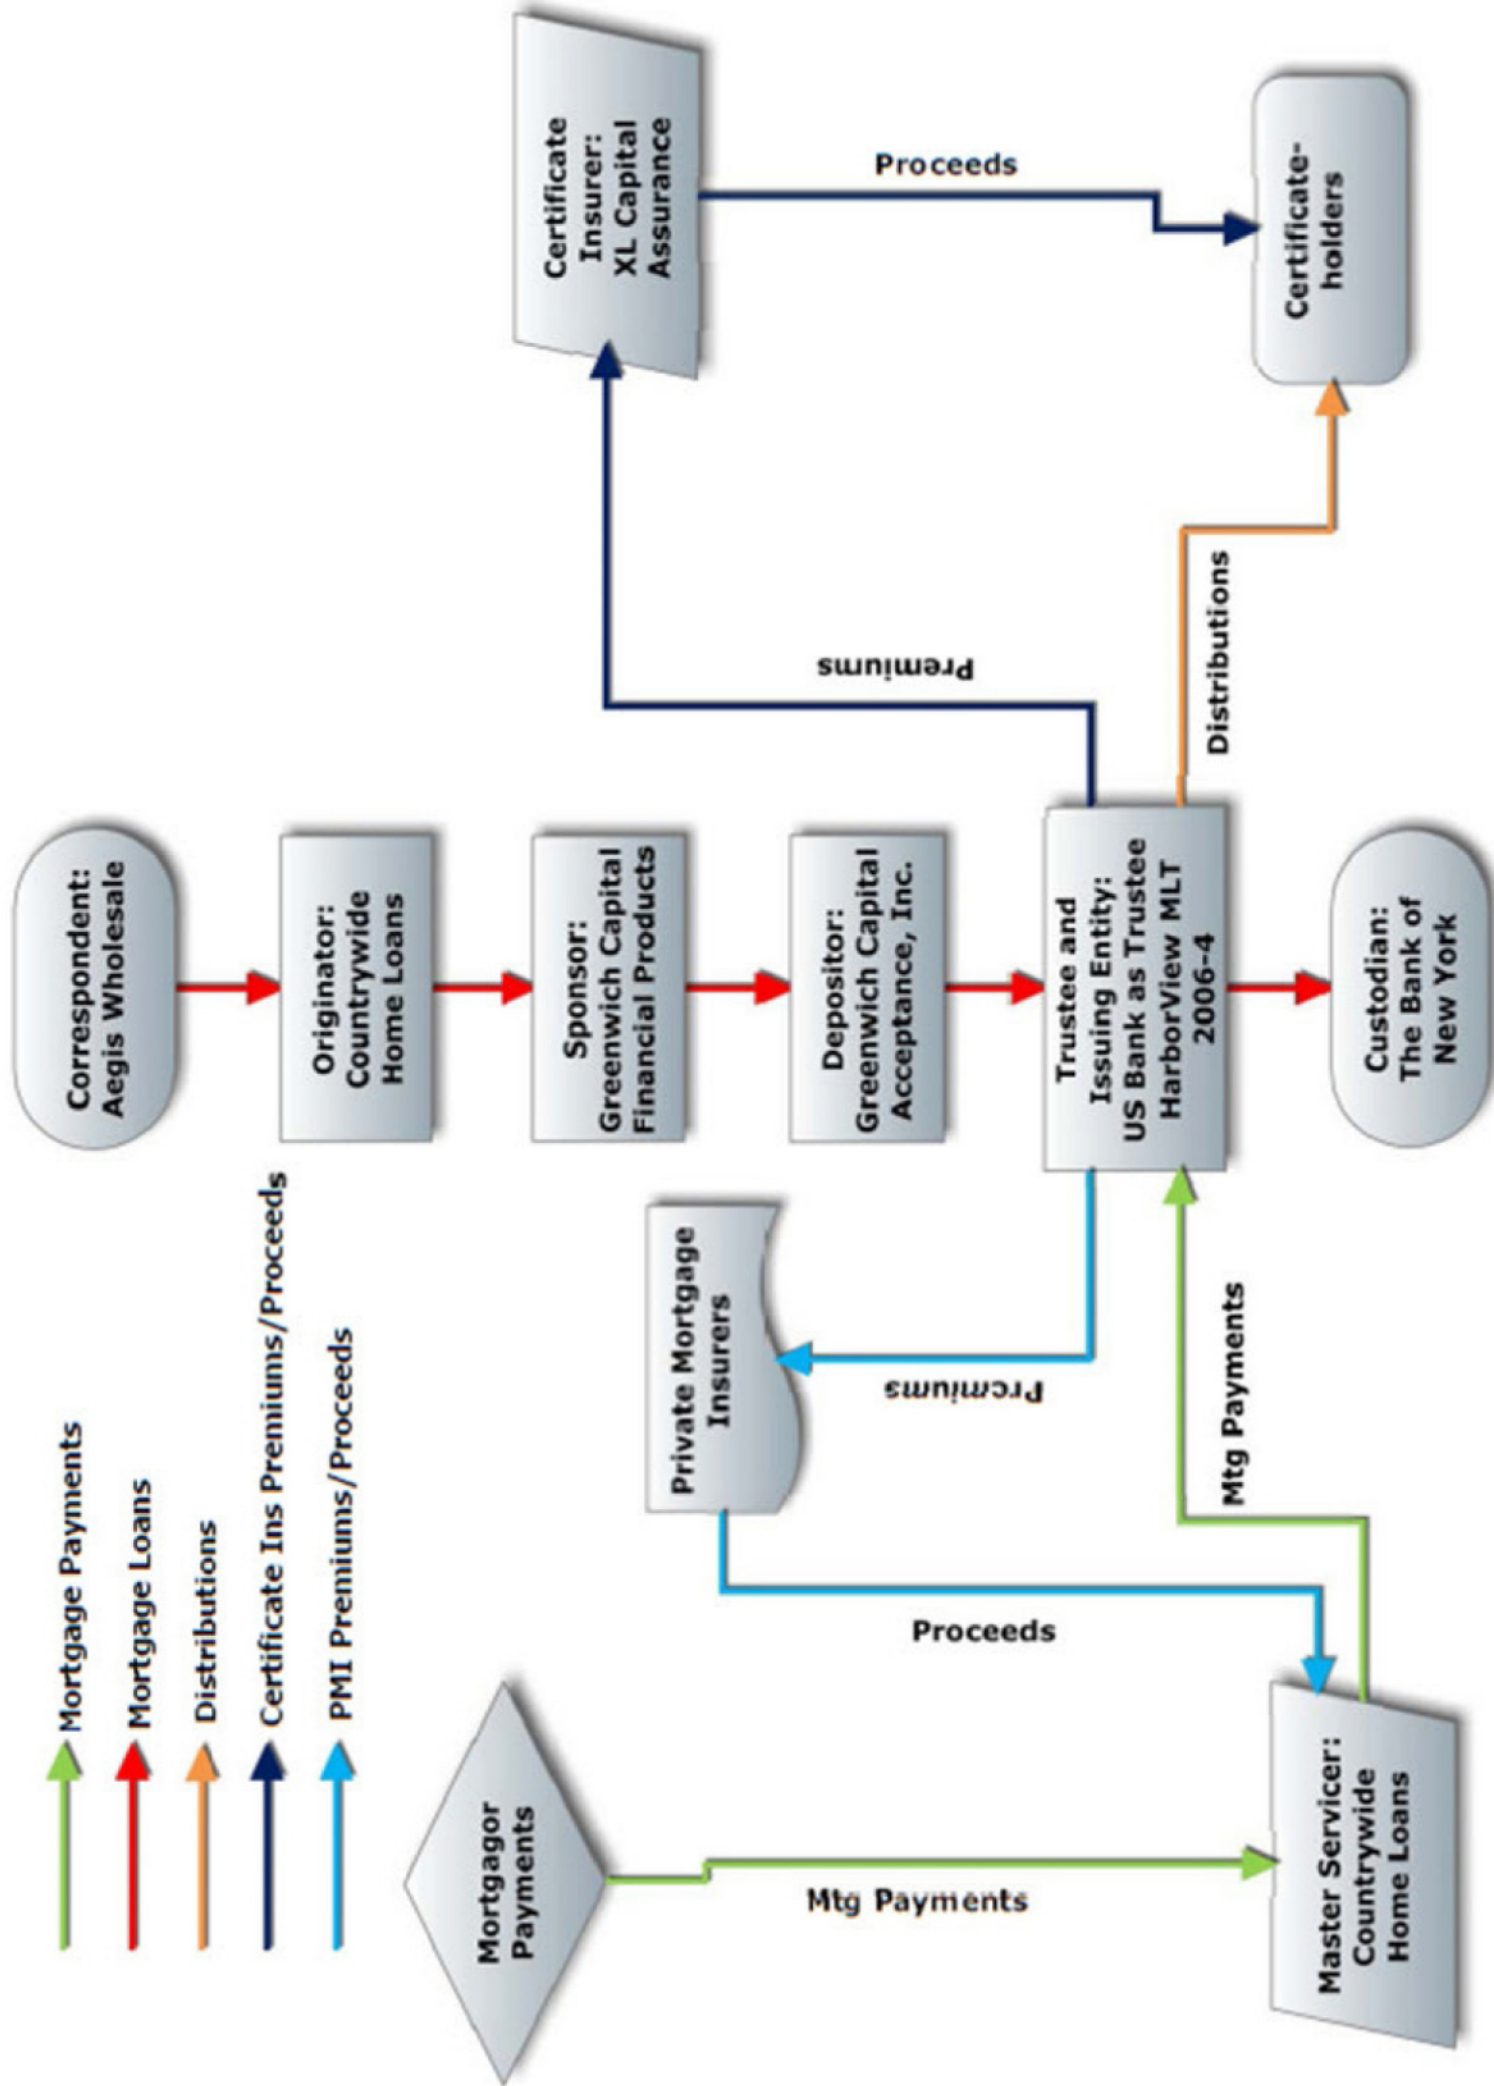 Mortgage Payments
Mortgage Loans
Distributions
Certificate Ins Premiums/Proceeds
PMI Premiums/Proceeds
Correspondent:
Aegis Wholesale
Originator:
Countrywide
Home Loans
Sponsor:
Greenwich Capital
Financial Products
Depositor:
Greenwich Capital
Acceptance, Inc.
Trustee and
Issuing Entity:
US Bank as Trustee
HarborView MLT
2006-4
Custodian:
The Bank of
New York
Mortgagor
Payments
Mtg Payments
Master Servicer:
Countrywide
Home Loans
Private Mortgage
Insurers
Proceeds
Premiums
Mtg Payments
Premiums
Certificate
Insurer:
XL Capital
Assurance
Proceeds
Distributions
Certificate-
holders